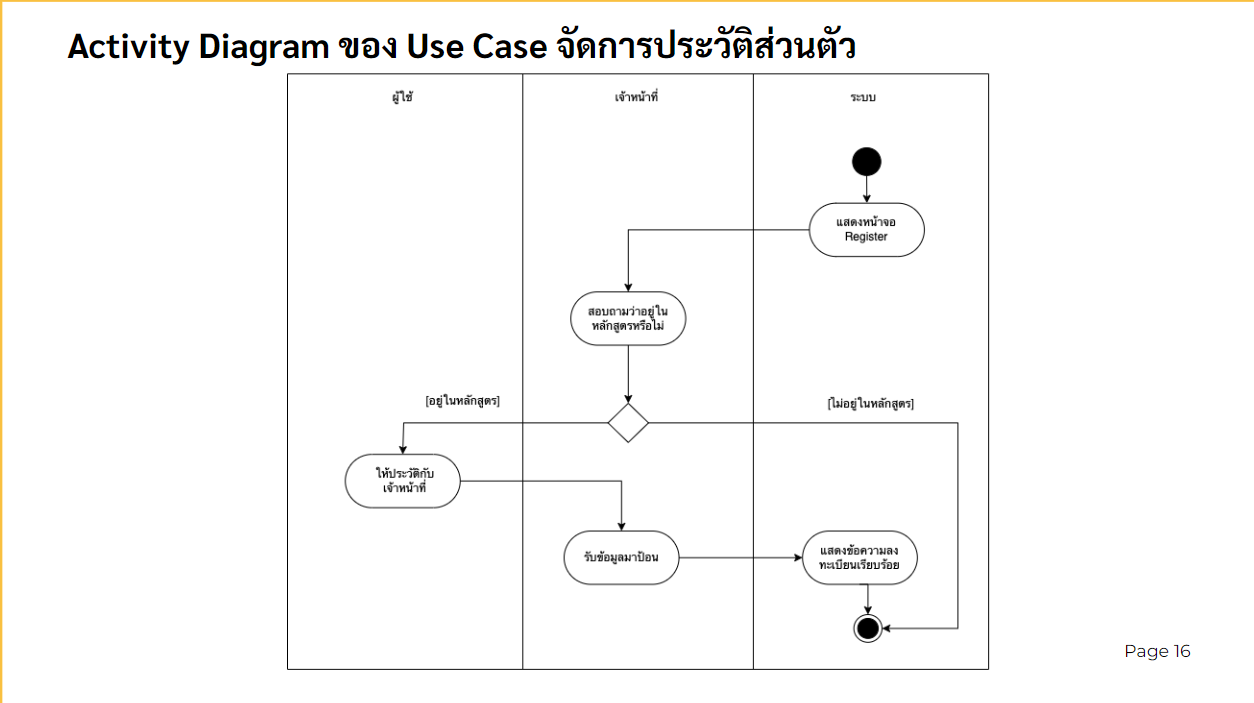 Activity Diagram ของ Use Case จัดการประวัติส่วนตัว
ผู้ใช้
เจ้าหน้าที่
ระบบ
แสดงหน้าจอ
Register
สอบถามว่าอยู่ใน
หลักสูตรหรือไม่
[อยู่ในหลักสูตร]
[ไม่อยู่ในหลักสูตร]
ให้ประวัติกับ
เจ้าหน้าที่
รับข้อมูลมาป้อน
แสดงข้อความลง
ทะเบียนเรียบร้อย
Page 16